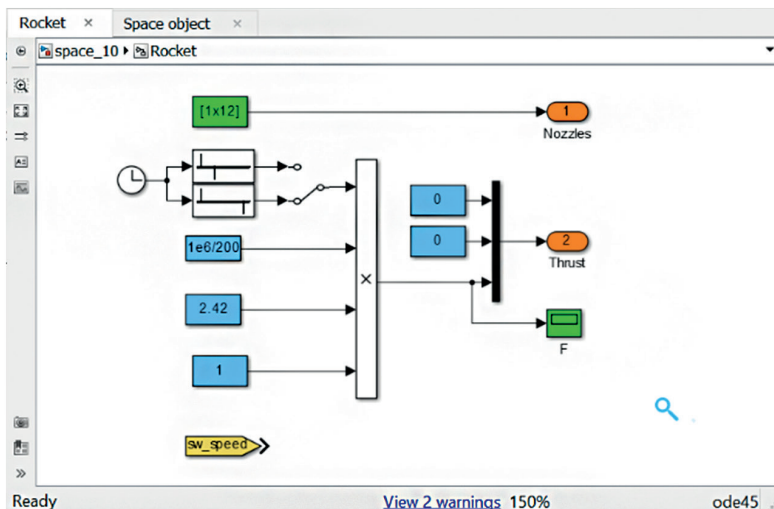 Rocket × Space object ×
space_10 ▸ Rocket
[1x12]
1
Nozzles
0
1e6/200
0
2
Thrust
×
2.42
F
1
sw_speed
Ready View 2 warnings 150% ode45